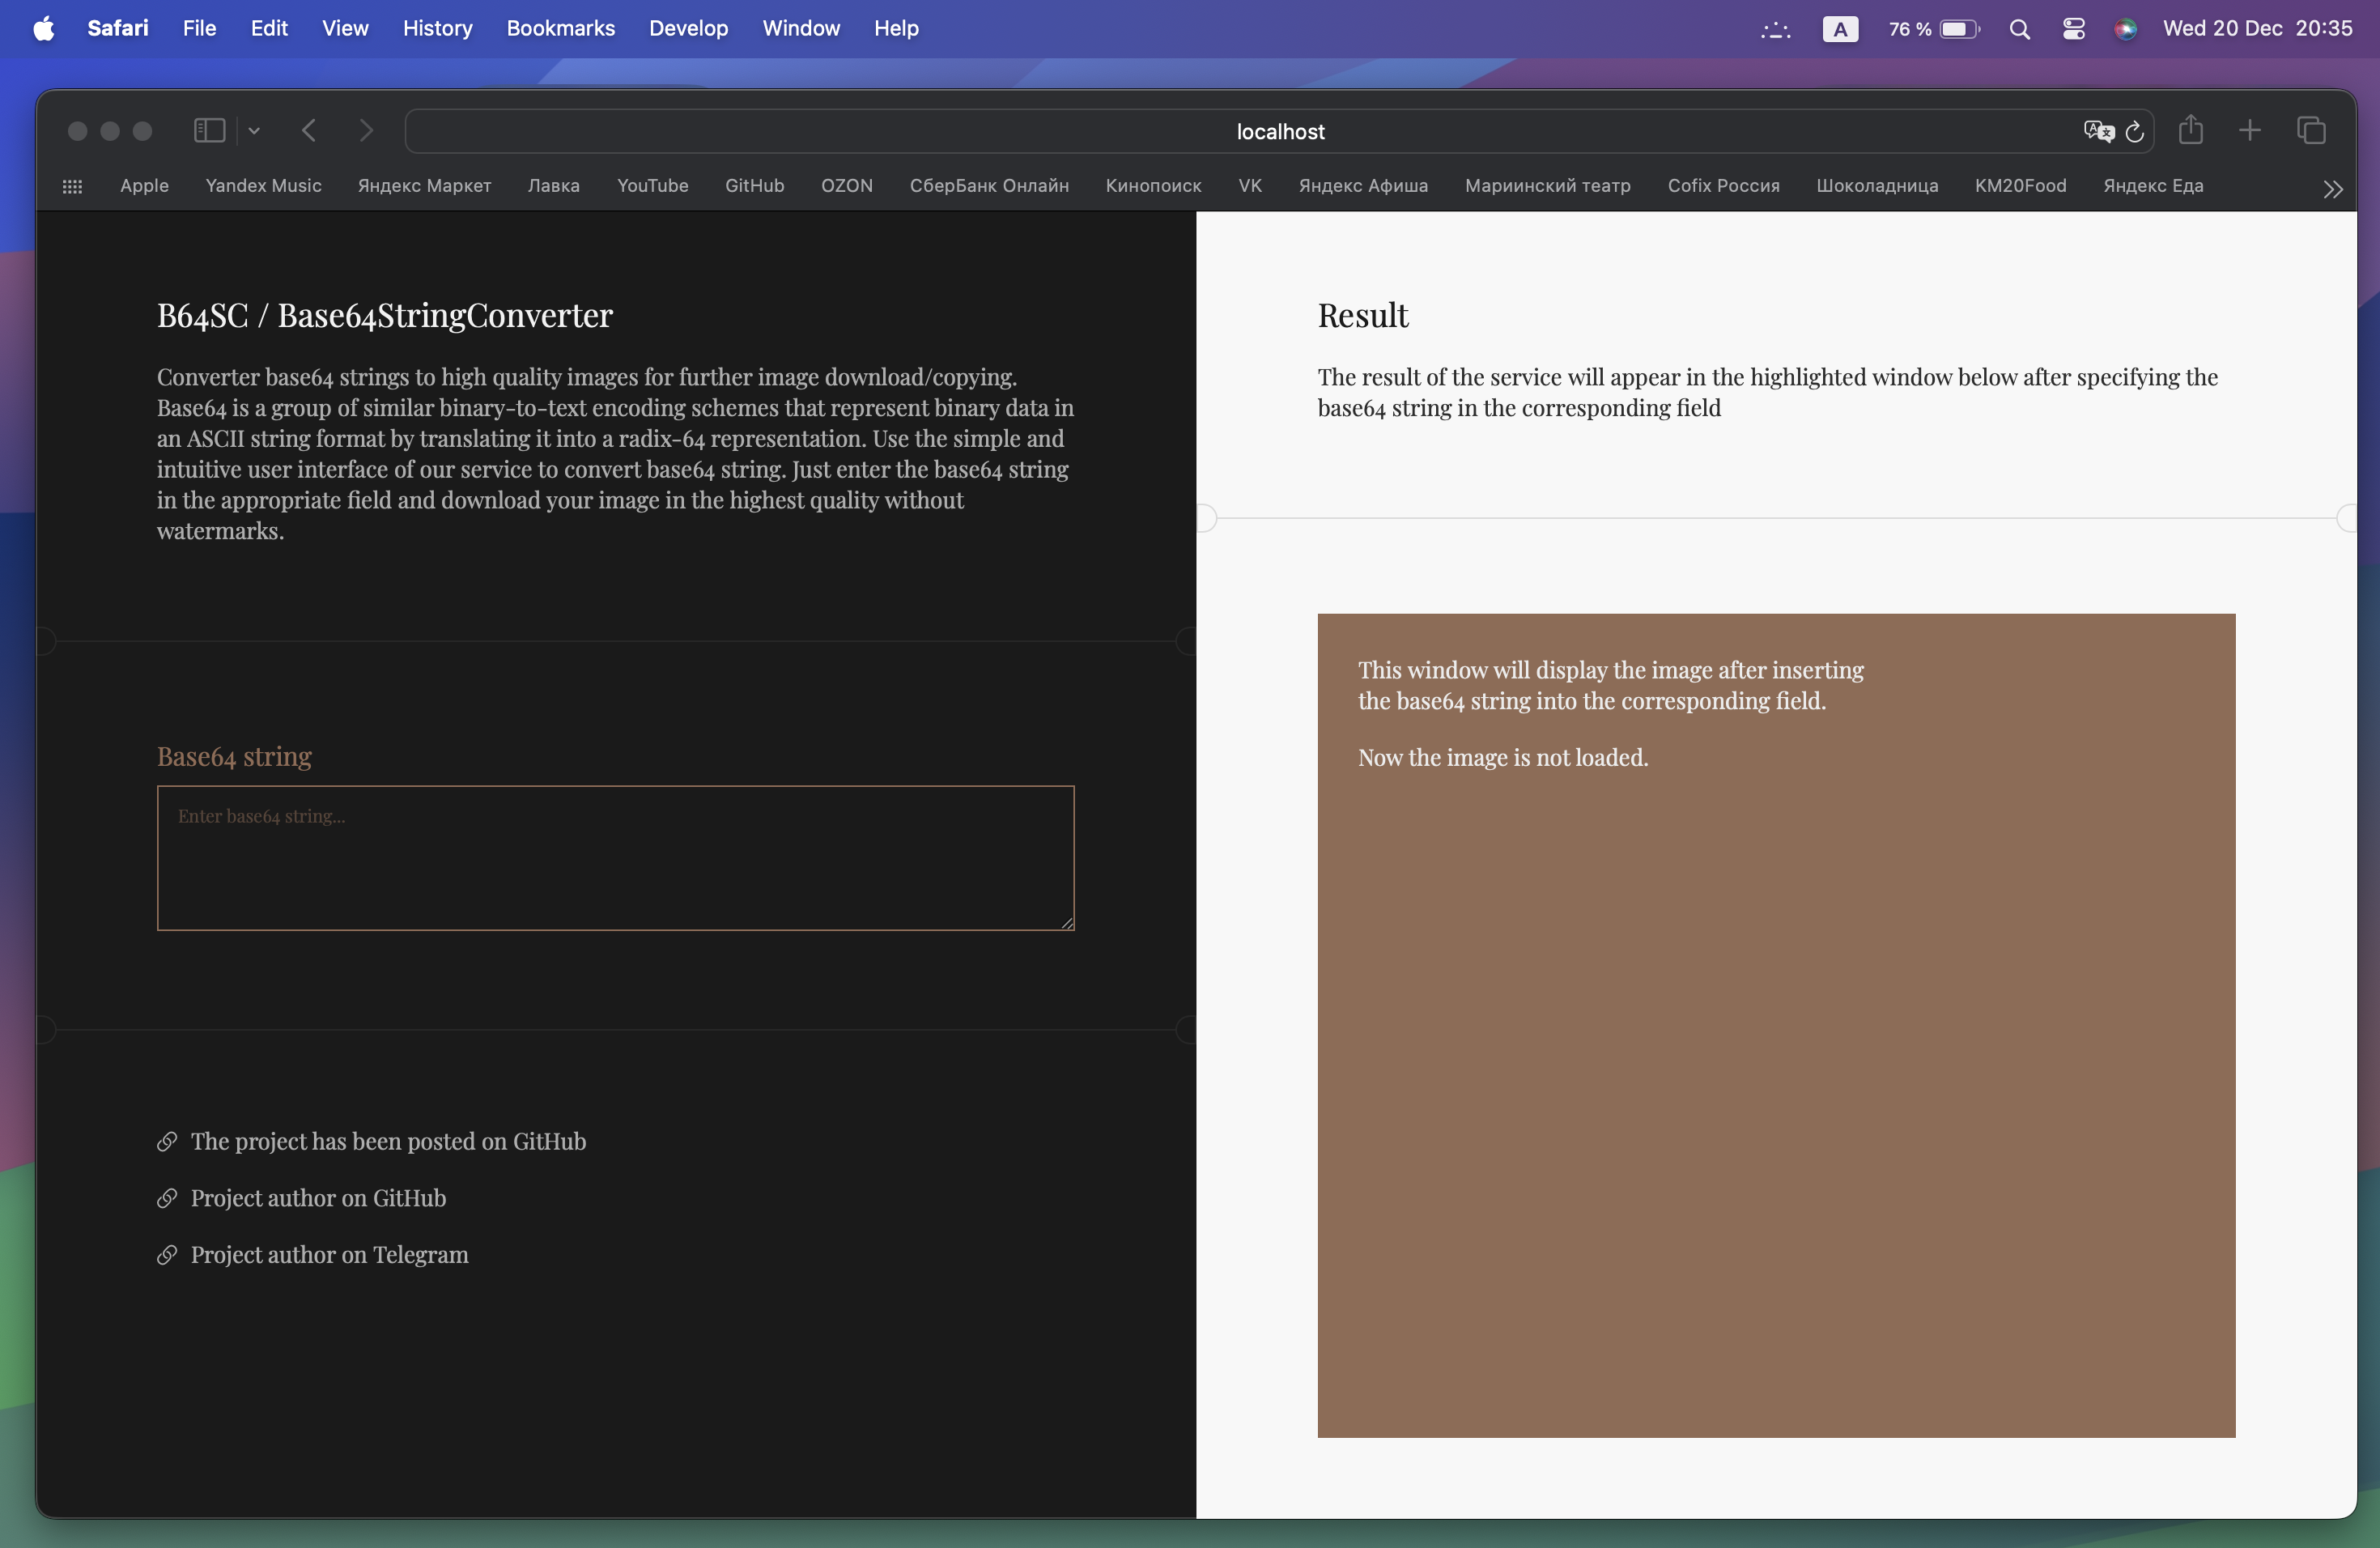 Safari File Edit View History Bookmarks Develop Window Help A 76 % Wed 20 Dec 20:35
localhost
Apple Yandex Music Яндекс Маркет Лавка YouTube GitHub OZON СберБанк Онлайн Кинопоиск VK Яндекс Афиша Мариинский театр Cofix Россия Шоколадница KM20Food Яндекс Еда
B64SC / Base64StringConverter
Converter base64 strings to high quality images for further image download/copying.
Base64 is a group of similar binary-to-text encoding schemes that represent binary data in
an ASCII string format by translating it into a radix-64 representation. Use the simple and
intuitive user interface of our service to convert base64 string. Just enter the base64 string
in the appropriate field and download your image in the highest quality without
watermarks.
Base64 string
Enter base64 string...
The project has been posted on GitHub
Project author on GitHub
Project author on Telegram
Result
The result of the service will appear in the highlighted window below after specifying the
base64 string in the corresponding field
This window will display the image after inserting
the base64 string into the corresponding field.
Now the image is not loaded.